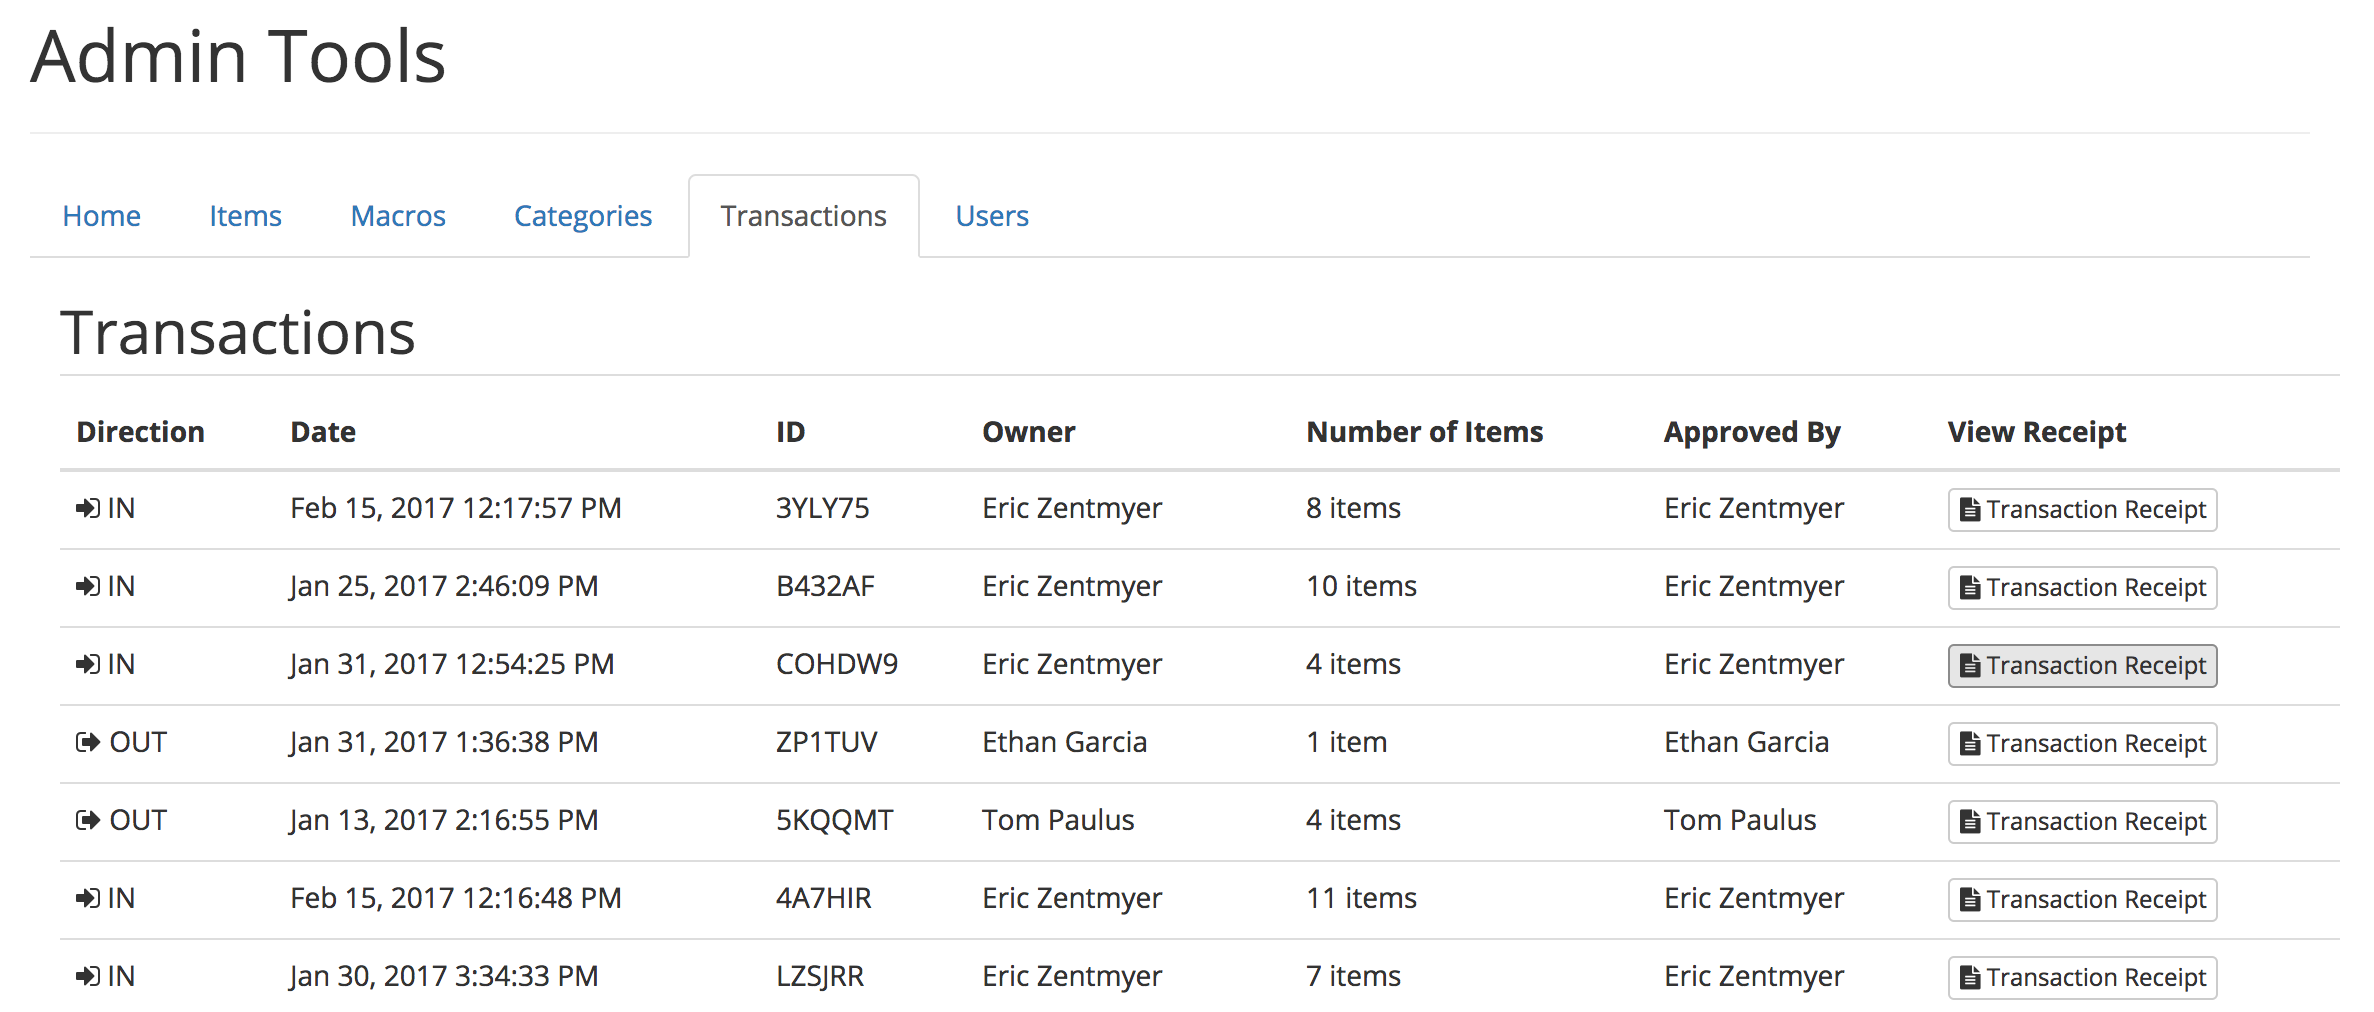 Admin Tools
Home Items Macros Categories Transactions Users
Transactions
Direction Date ID Owner Number of Items Approved By View Receipt
IN Feb 15, 2017 12:17:57 PM 3YLY75 Eric Zentmyer 8 items Eric Zentmyer Transaction Receipt
IN Jan 25, 2017 2:46:09 PM B432AF Eric Zentmyer 10 items Eric Zentmyer Transaction Receipt
IN Jan 31, 2017 12:54:25 PM COHDW9 Eric Zentmyer 4 items Eric Zentmyer Transaction Receipt
OUT Jan 31, 2017 1:36:38 PM ZP1TUV Ethan Garcia 1 item Ethan Garcia Transaction Receipt
OUT Jan 13, 2017 2:16:55 PM 5KQQMT Tom Paulus 4 items Tom Paulus Transaction Receipt
IN Feb 15, 2017 12:16:48 PM 4A7HIR Eric Zentmyer 11 items Eric Zentmyer Transaction Receipt
IN Jan 30, 2017 3:34:33 PM LZSJRR Eric Zentmyer 7 items Eric Zentmyer Transaction Receipt